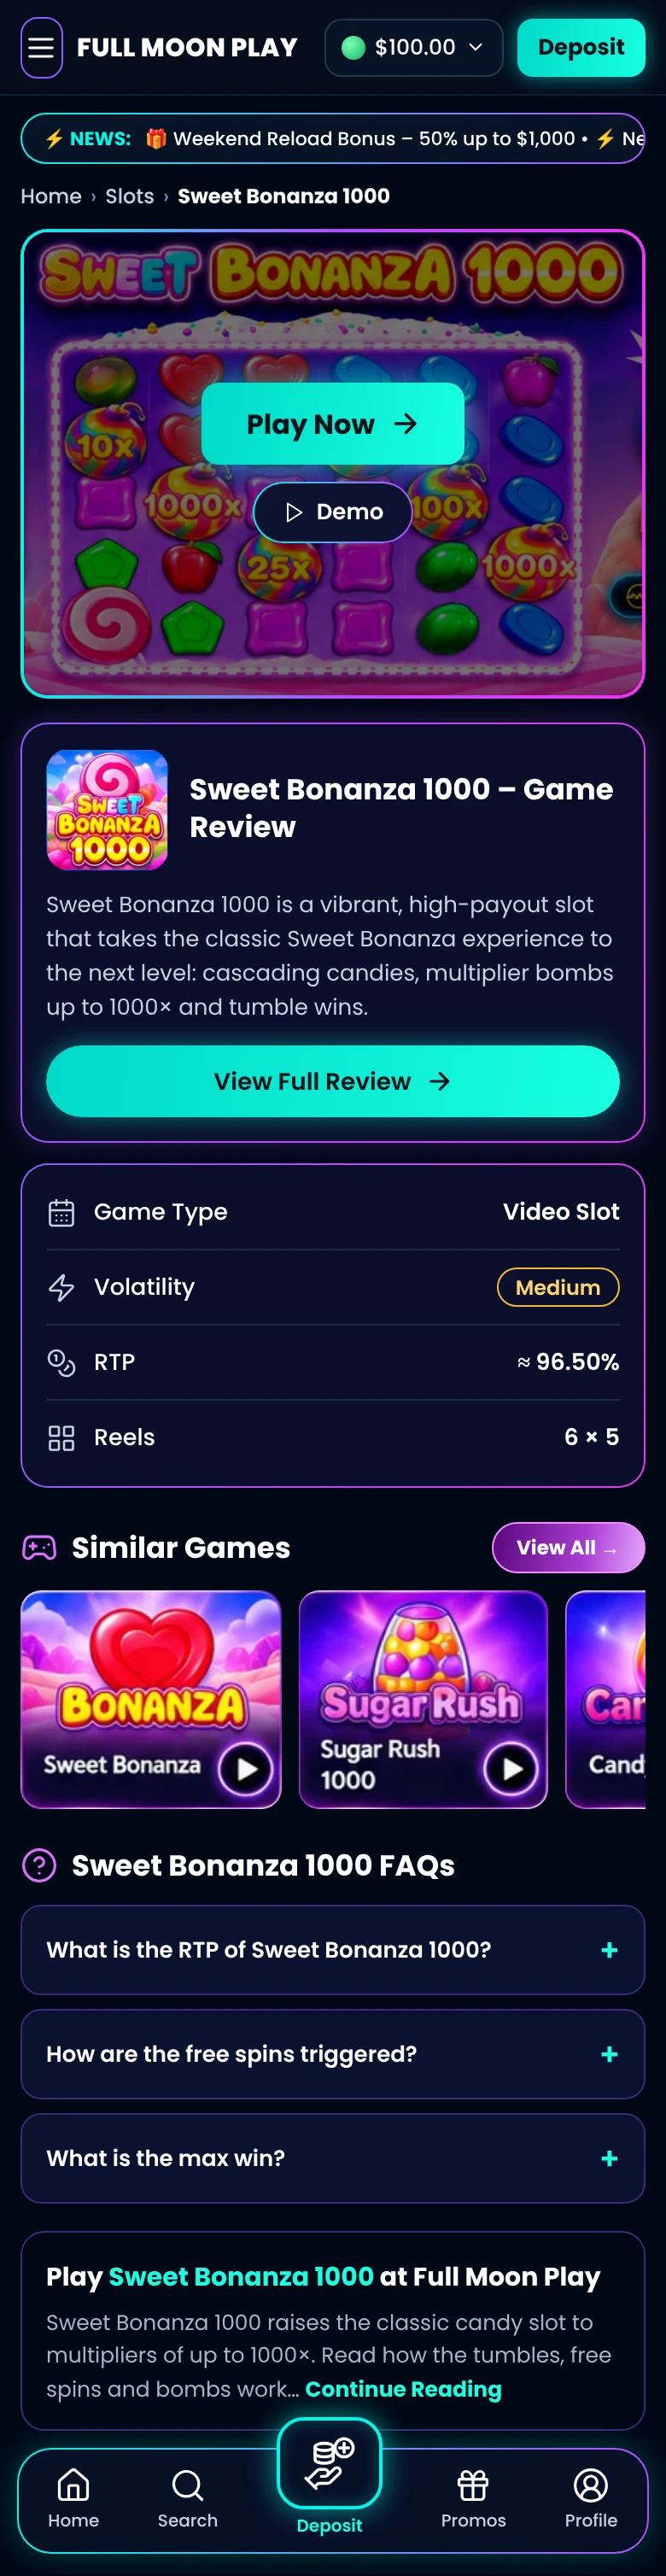 FULL MOON PLAY
$100.00
Deposit
⚡ NEWS: 🎁 Weekend Reload Bonus – 50% up to $1,000 • ⚡ Ne
Home › Slots › Sweet Bonanza 1000
SWEET BONANZA 1000
10x
Play Now →
1000x
100x
Demo
25x
1000x
SWEET
BONANZA
1000
Sweet Bonanza 1000 – Game
Review
Sweet Bonanza 1000 is a vibrant, high-payout slot
that takes the classic Sweet Bonanza experience to
the next level: cascading candies, multiplier bombs
up to 1000× and tumble wins.
View Full Review →
Game Type
Video Slot
Volatility
Medium
RTP
≈ 96.50%
Reels
6 × 5
Similar Games
View All →
BONANZA
Sweet Bonanza
Sugar Rush
Sugar Rush
1000
Can
Cand
Sweet Bonanza 1000 FAQs
What is the RTP of Sweet Bonanza 1000? +
How are the free spins triggered? +
What is the max win? +
Play Sweet Bonanza 1000 at Full Moon Play
Sweet Bonanza 1000 raises the classic candy slot to
multipliers of up to 1000×. Read how the tumbles, free
spins and bombs work... Continue Reading
Home
Search
Deposit
Promos
Profile